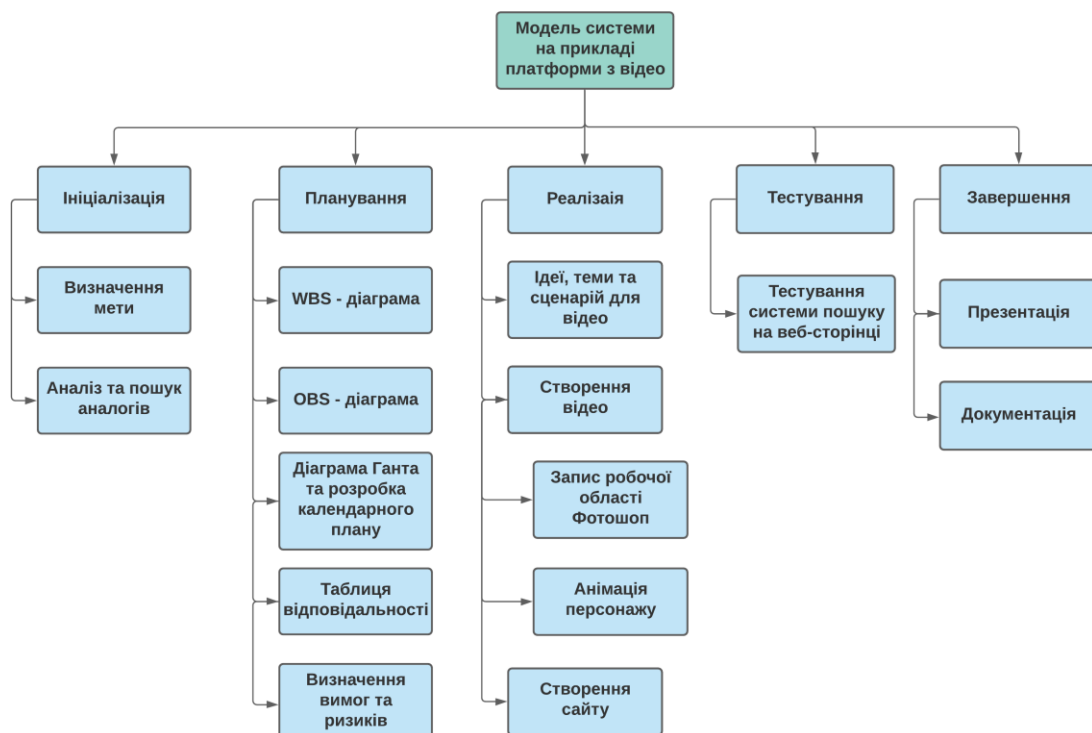 Модель системи
на прикладі
платформи з відео
Ініціалізація
Визначення
мети
Аналіз та пошук
аналогів
Планування
WBS - діаграма
OBS - діаграма
Діаграма Ганта
та розробка
календарного
плану
Таблиця
відповідальності
Визначення
вимог та
ризиків
Реалізаія
Ідеї, теми та
сценарій для
відео
Створення
відео
Запис робочої
області
Фотошоп
Анімація
персонажу
Створення
сайту
Тестування
Тестування
системи пошуку
на веб-сторінці
Завершення
Презентація
Документація